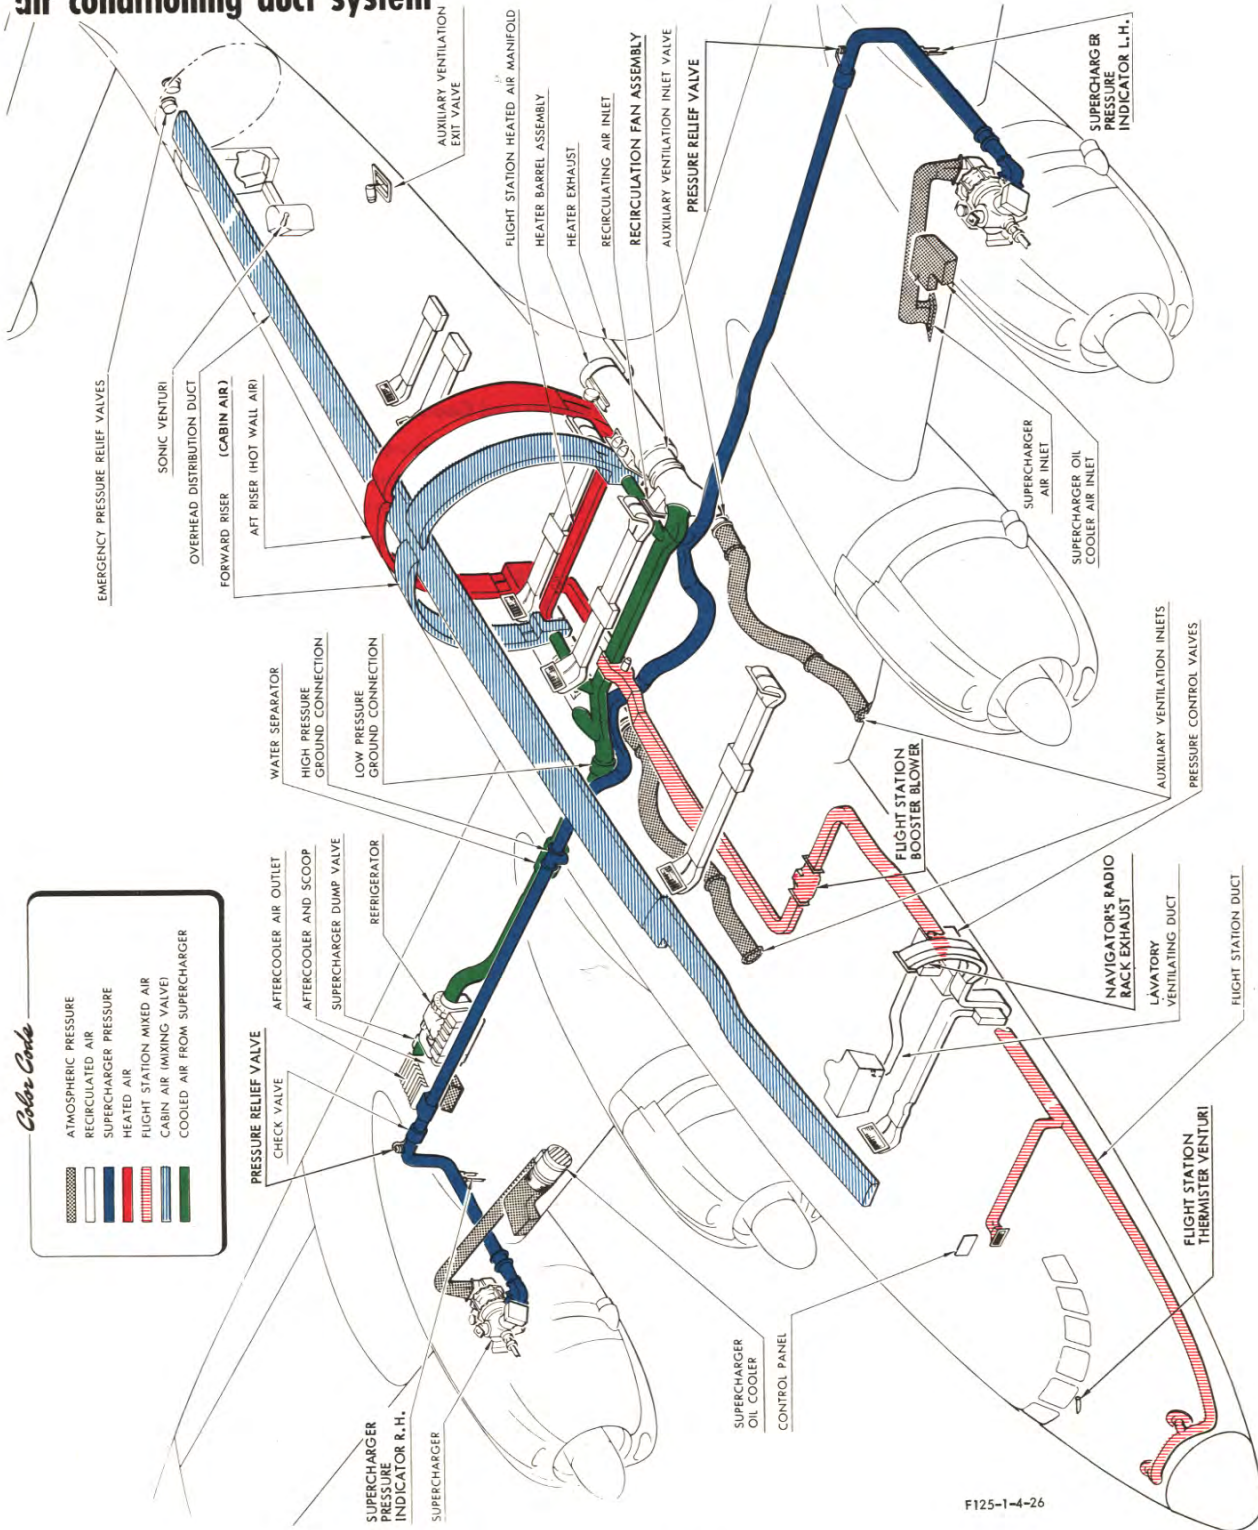 air conditioning duct system
AUXILIARY VENTILATION
EXIT VALVE
FLIGHT STATION HEATED AIR MANIFOLD
HEATER BARREL ASSEMBLY
HEATER EXHAUST
RECIRCULATING AIR INLET
RECIRCULATION FAN ASSEMBLY
AUXILIARY VENTILATION INLET VALVE
PRESSURE RELIEF VALVE
SUPERCHARGER
PRESSURE
INDICATOR L.H.
EMERGENCY PRESSURE RELIEF VALVES
SONIC VENTURI
OVERHEAD DISTRIBUTION DUCT
FORWARD RISER (CABIN AIR)
AFT RISER (HOT WALL AIR)
SUPERCHARGER
AIR INLET
SUPERCHARGER OIL
COOLER AIR INLET
WATER SEPARATOR
HIGH PRESSURE
GROUND CONNECTION
LOW PRESSURE
GROUND CONNECTION
AUXILIARY VENTILATION INLETS
PRESSURE CONTROL VALVES
AFTERCOOLER AIR OUTLET
AFTERCOOLER AND SCOOP
SUPERCHARGER DUMP VALVE
REFRIGERATOR
FLIGHT STATION
BOOSTER BLOWER
NAVIGATOR'S RADIO
RACK EXHAUST
LAVATORY
VENTILATING DUCT
FLIGHT STATION DUCT
Color Code
ATMOSPHERIC PRESSURE
RECIRCULATED AIR
SUPERCHARGER PRESSURE
HEATED AIR
FLIGHT STATION MIXED AIR
CABIN AIR (MIXING VALVE)
COOLED AIR FROM SUPERCHARGER
PRESSURE RELIEF VALVE
CHECK VALVE
FLIGHT STATION
THERMISTER VENTURI
SUPERCHARGER
OIL COOLER
CONTROL PANEL
SUPERCHARGER
PRESSURE
INDICATOR R.H.
SUPERCHARGER
F125-1-4-26